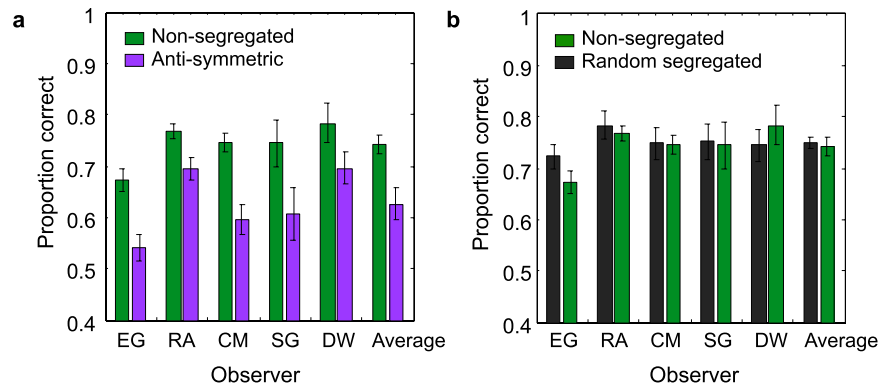 a
Non-segregated
Anti-symmetric
Proportion correct
1
0.9
0.8
0.7
0.6
0.5
0.4
EG RA CM SG DW Average
Observer
b
Non-segregated
Random segregated
Proportion correct
1
0.9
0.8
0.7
0.6
0.5
0.4
EG RA CM SG DW Average
Observer